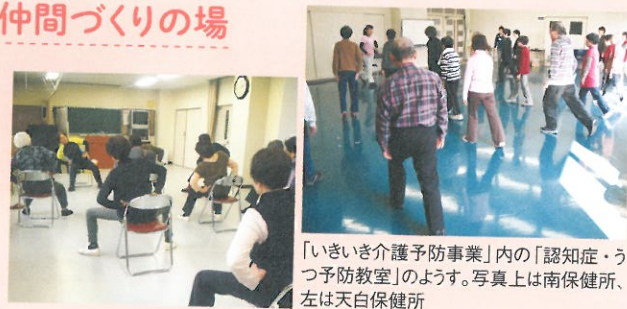 仲間づくりの場
「いきいき介護予防事業」内の「認知症・う
つ予防教室」のようす。写真上は南保健所、
左は天白保健所